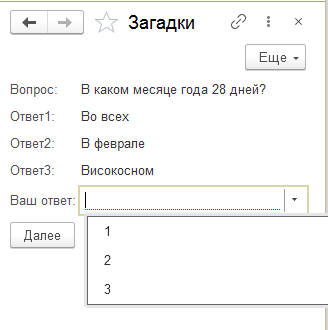 Загадки
Еще
Вопрос: В каком месяце года 28 дней?
Ответ1: Во всех
Ответ2: В феврале
Ответ3: Високосном
Ваш ответ:
Далее
1
2
3